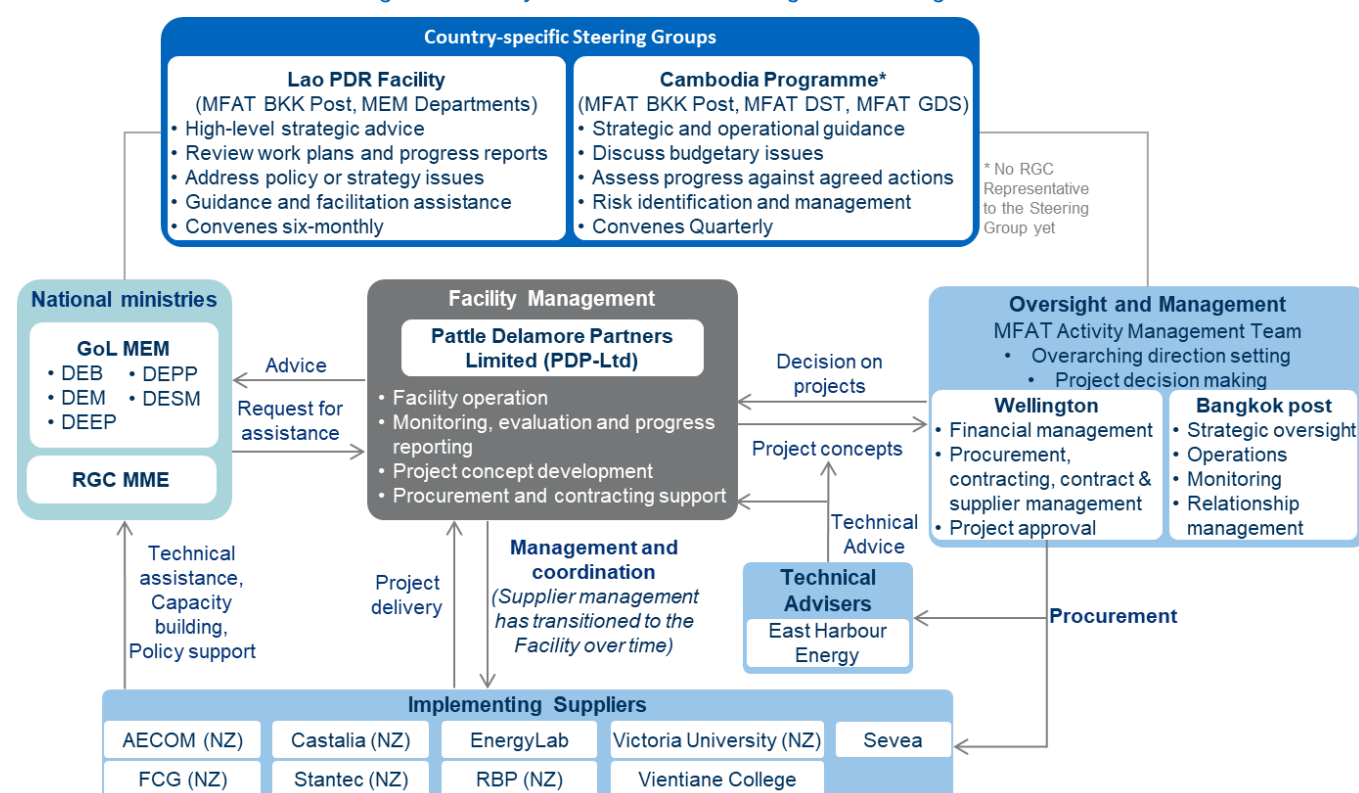 Country-specific Steering Groups
Lao PDR Facility
(MFAT BKK Post, MEM Departments)
• High-level strategic advice
• Review work plans and progress reports
• Address policy or strategy issues
• Guidance and facilitation assistance
• Convenes six-monthly
Cambodia Programme*
(MFAT BKK Post, MFAT DST, MFAT GDS)
• Strategic and operational guidance
• Discuss budgetary issues
• Assess progress against agreed actions
• Risk identification and management
• Convenes Quarterly
* No RGC
Representative
to the Steering
Group yet
National ministries
GoL MEM
• DEB • DEPP
• DEM • DESM
• DEEP
RGC MME
Advice
Request for
assistance
Facility Management
Pattle Delamore Partners
Limited (PDP-Ltd)
• Facility operation
• Monitoring, evaluation and progress
reporting
• Project concept development
• Procurement and contracting support
Decision on
projects
Project concepts
Oversight and Management
MFAT Activity Management Team
• Overarching direction setting
• Project decision making
Wellington
• Financial management
• Procurement,
contracting, contract &
supplier management
• Project approval
Bangkok post
• Strategic oversight
• Operations
• Monitoring
• Relationship
management
Technical
assistance,
Capacity
building,
Policy support
Project
delivery
Management and
coordination
(Supplier management
has transitioned to the
Facility over time)
Technical
Advice
Technical
Advisers
East Harbour
Energy
Procurement
Implementing Suppliers
AECOM (NZ)
Castalia (NZ)
EnergyLab
Victoria University (NZ)
Sevea
FCG (NZ)
Stantec (NZ)
RBP (NZ)
Vientiane College